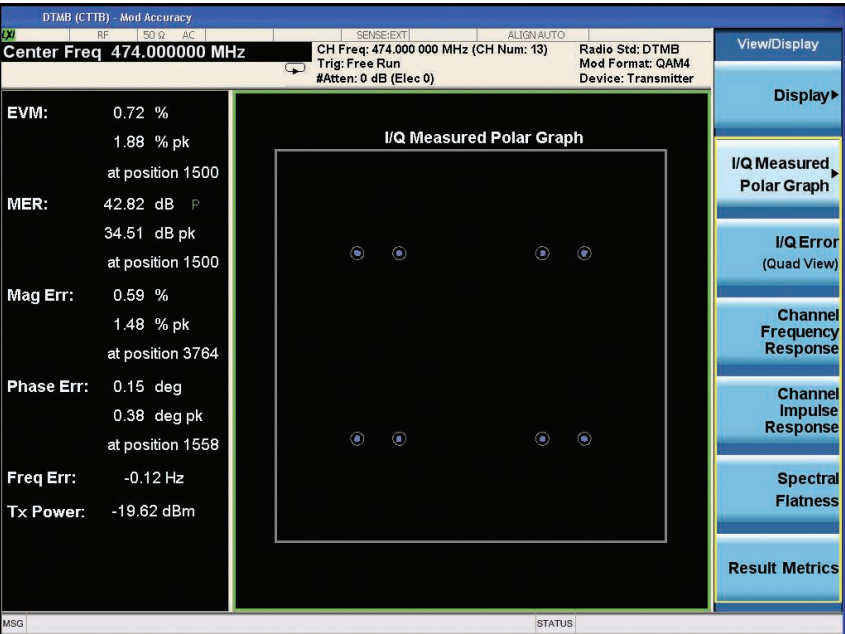 DTMB (CTTB) - Mod Accuracy
LXI RF 50 Ω AC SENSE:EXT ALIGN AUTO
Center Freq 474.000000 MHz
CH Freq: 474.000 000 MHz (CH Num: 13) Radio Std: DTMB
Trig: Free Run Mod Format: QAM4
#Atten: 0 dB (Elec 0) Device: Transmitter
EVM: 0.72 %
1.88 % pk
at position 1500
MER: 42.82 dB P
34.51 dB pk
at position 1500
Mag Err: 0.59 %
1.48 % pk
at position 3764
Phase Err: 0.15 deg
0.38 deg pk
at position 1558
Freq Err: -0.12 Hz
Tx Power: -19.62 dBm
I/Q Measured Polar Graph
View/Display
Display
I/Q Measured
Polar Graph
I/Q Error
(Quad View)
Channel
Frequency
Response
Channel
Impulse
Response
Spectral
Flatness
Result Metrics
MSG STATUS